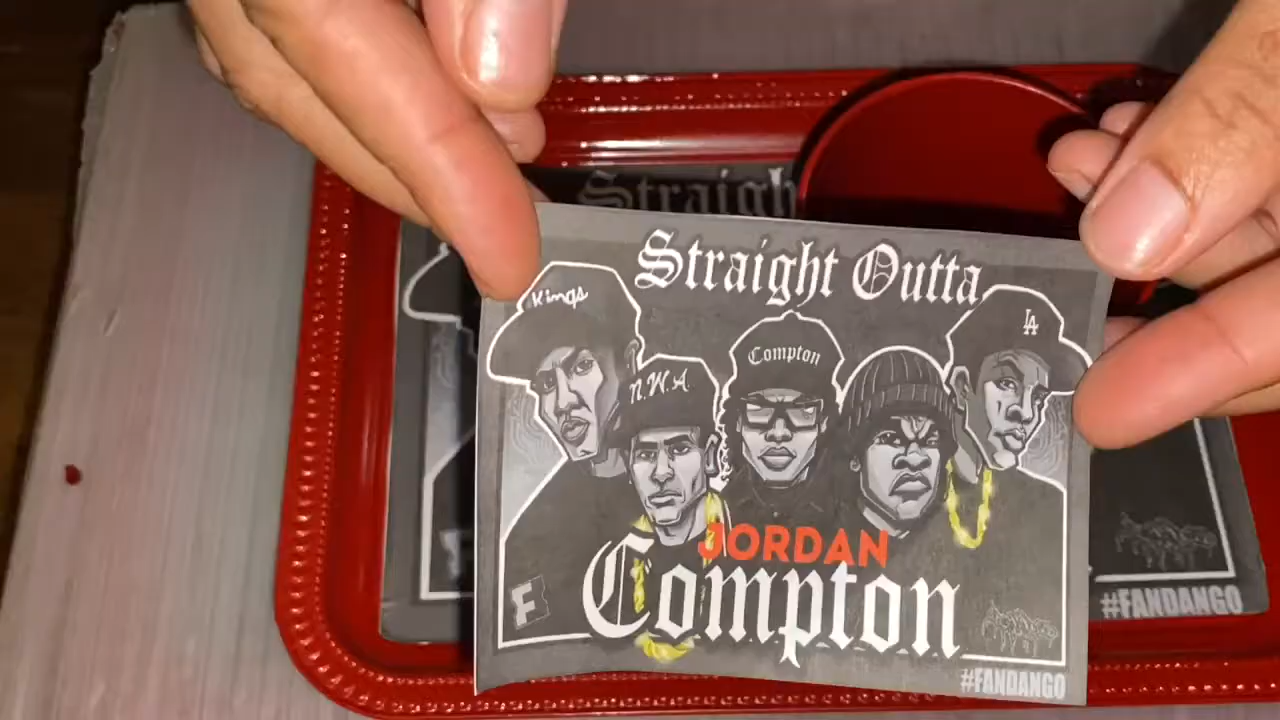 Straigh
Straight Outta
Kings
LA
Compton
N.W.A.
JORDAN
Compton
F
#FANDANGO
#FANDANGO